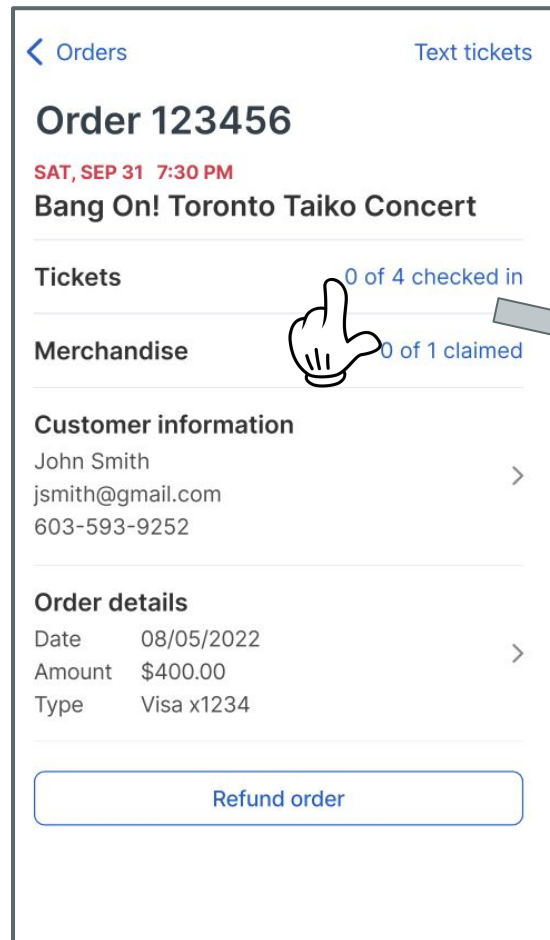 Orders Text tickets
Order 123456
SAT, SEP 31 7:30 PM
Bang On! Toronto Taiko Concert
Tickets 0 of 4 checked in
Merchandise 0 of 1 claimed
Customer information
John Smith
jsmith@gmail.com
603-593-9252
Order details
Date 08/05/2022
Amount $400.00
Type Visa x1234
Refund order